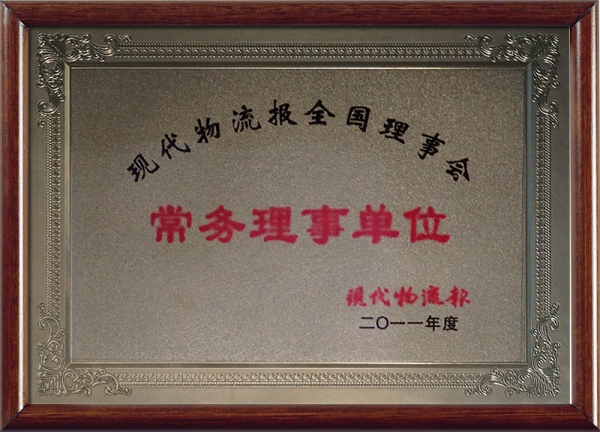 现代物流报全国理事会
常务理事单位
现代物流报
二〇一一年度